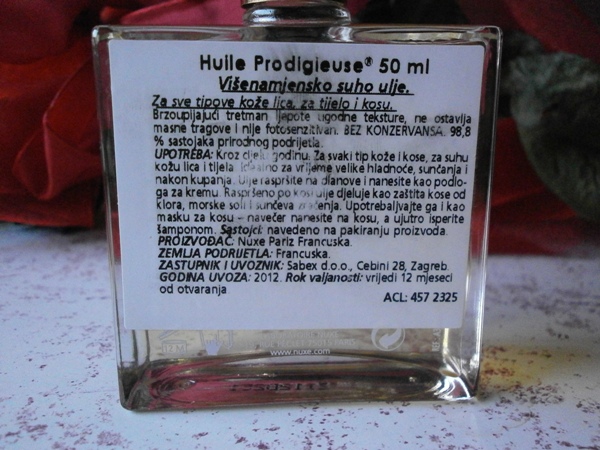 Huile Prodigieuse® 50 ml
Višenamjensko suho ulje.
Za sve tipove kože lica, za tijelo i kosu.
Brzoupijajući tretman ljepote ugodne teksture, ne ostavlja
masne tragove i nije fotosenzitivan. BEZ KONZERVANSA. 98,8
% sastojaka prirodnog podrijetla.
UPOTREBA: Kroz cijelu godinu. Za svaki tip kože i kose, za suhu
kožu lica i tijela. Idealno za vrijeme velike hladnoće, sunčanja i
nakon kupanja. Ulje raspršite na dlanove i nanesite kao podlo-
ga za kremu. Raspršeno po kosi ulje djeluje kao zaštita kose od
klora, morske soli i sunčeva zračenja. Upotrebaljvajte ga i kao
masku za kosu – navečer nanesite na kosu, a ujutro isperite
šamponom. Sastojci: navedeno na pakiranju proizvoda.
PROIZVOĐAČ: Nuxe Pariz Francuska.
ZEMLJA PODRIJETLA: Francuska.
ZASTUPNIK I UVOZNIK: Sabex d.o.o., Cebini 28, Zagreb.
GODINA UVOZA: 2012. Rok valjanosti: vrijedi 12 mjeseci
od otvaranja
ACL: 457 2325
12 M
www.nuxe.com